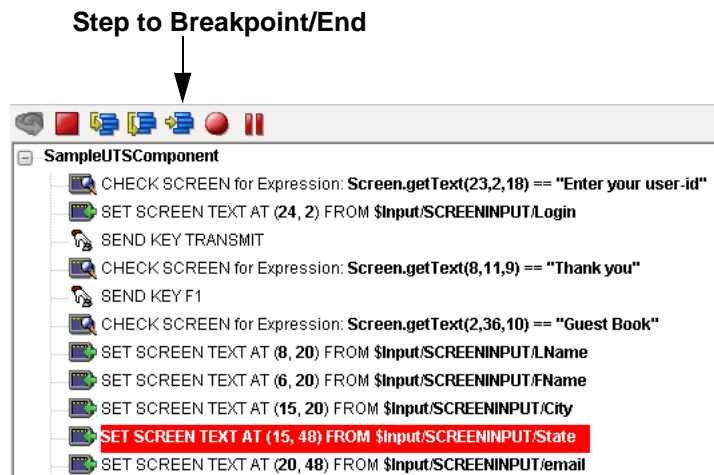 Step to Breakpoint/End
SampleUTSComponent
CHECK SCREEN for Expression: Screen.getText(23,2,18) == "Enter your user-id"
SET SCREEN TEXT AT (24, 2) FROM $Input/SCREENINPUT/Login
SEND KEY TRANSMIT
CHECK SCREEN for Expression: Screen.getText(8,11,9) == "Thank you"
SEND KEY F1
CHECK SCREEN for Expression: Screen.getText(2,36,10) == "Guest Book"
SET SCREEN TEXT AT (8, 20) FROM $Input/SCREENINPUT/LName
SET SCREEN TEXT AT (6, 20) FROM $Input/SCREENINPUT/FName
SET SCREEN TEXT AT (15, 20) FROM $Input/SCREENINPUT/City
SET SCREEN TEXT AT (15, 48) FROM $Input/SCREENINPUT/State
SET SCREEN TEXT AT (20, 48) FROM $Input/SCREENINPUT/email